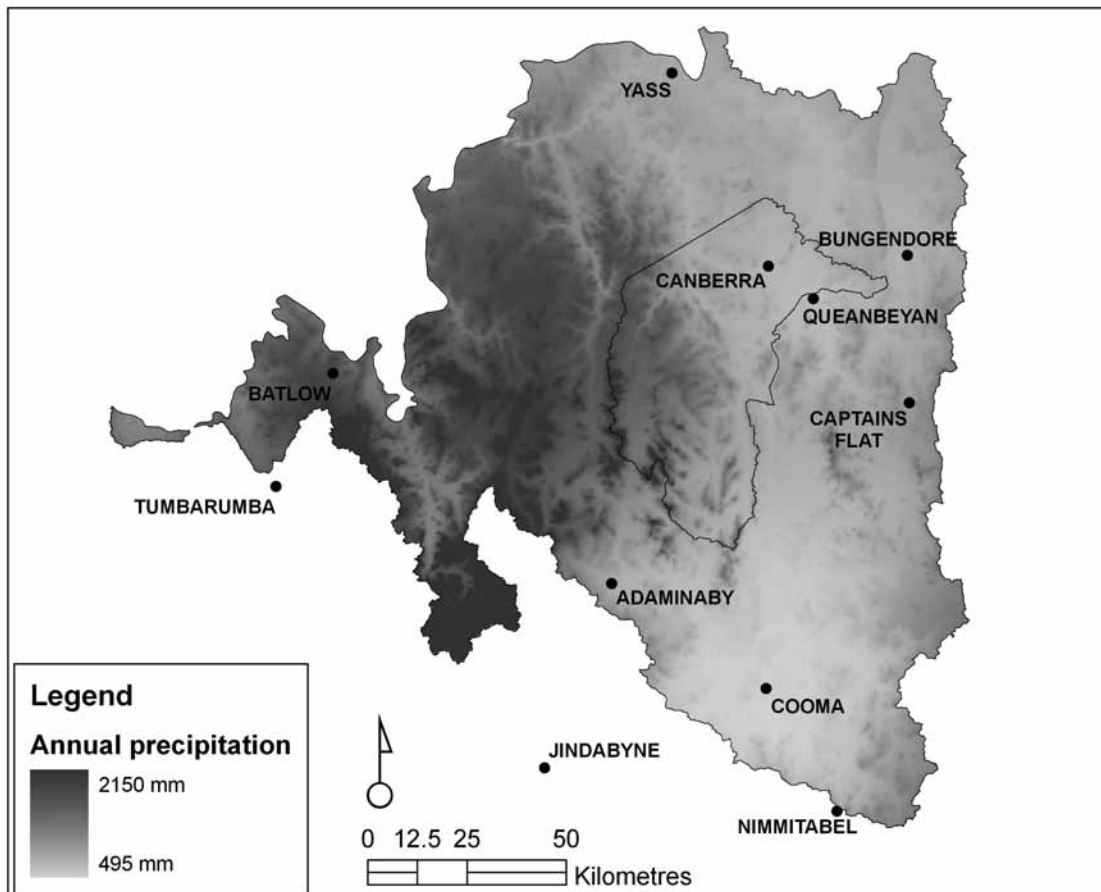 YASS
BUNGENDORE
CANBERRA
QUEANBEYAN
BATLOW
CAPTAINS
FLAT
TUMBARUMBA
ADAMINABY
COOMA
JINDABYNE
NIMMITABEL
Legend
Annual precipitation
2150 mm
495 mm
0 12.5 25 50
Kilometres